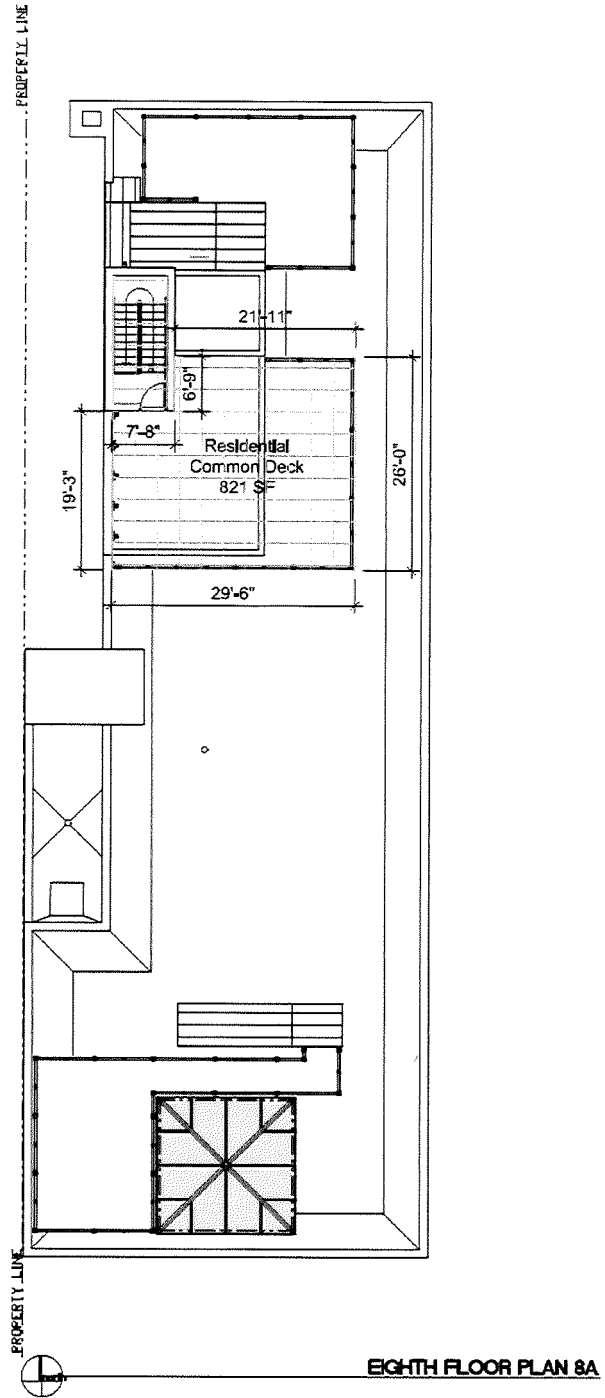 PROPERTY LINE
21'-11"
6'-9"
7'-8"
Residential
Common Deck
821 SF
19'-3"
26'-0"
29'-6"
PROPERTY LINE
EIGHTH FLOOR PLAN 8A